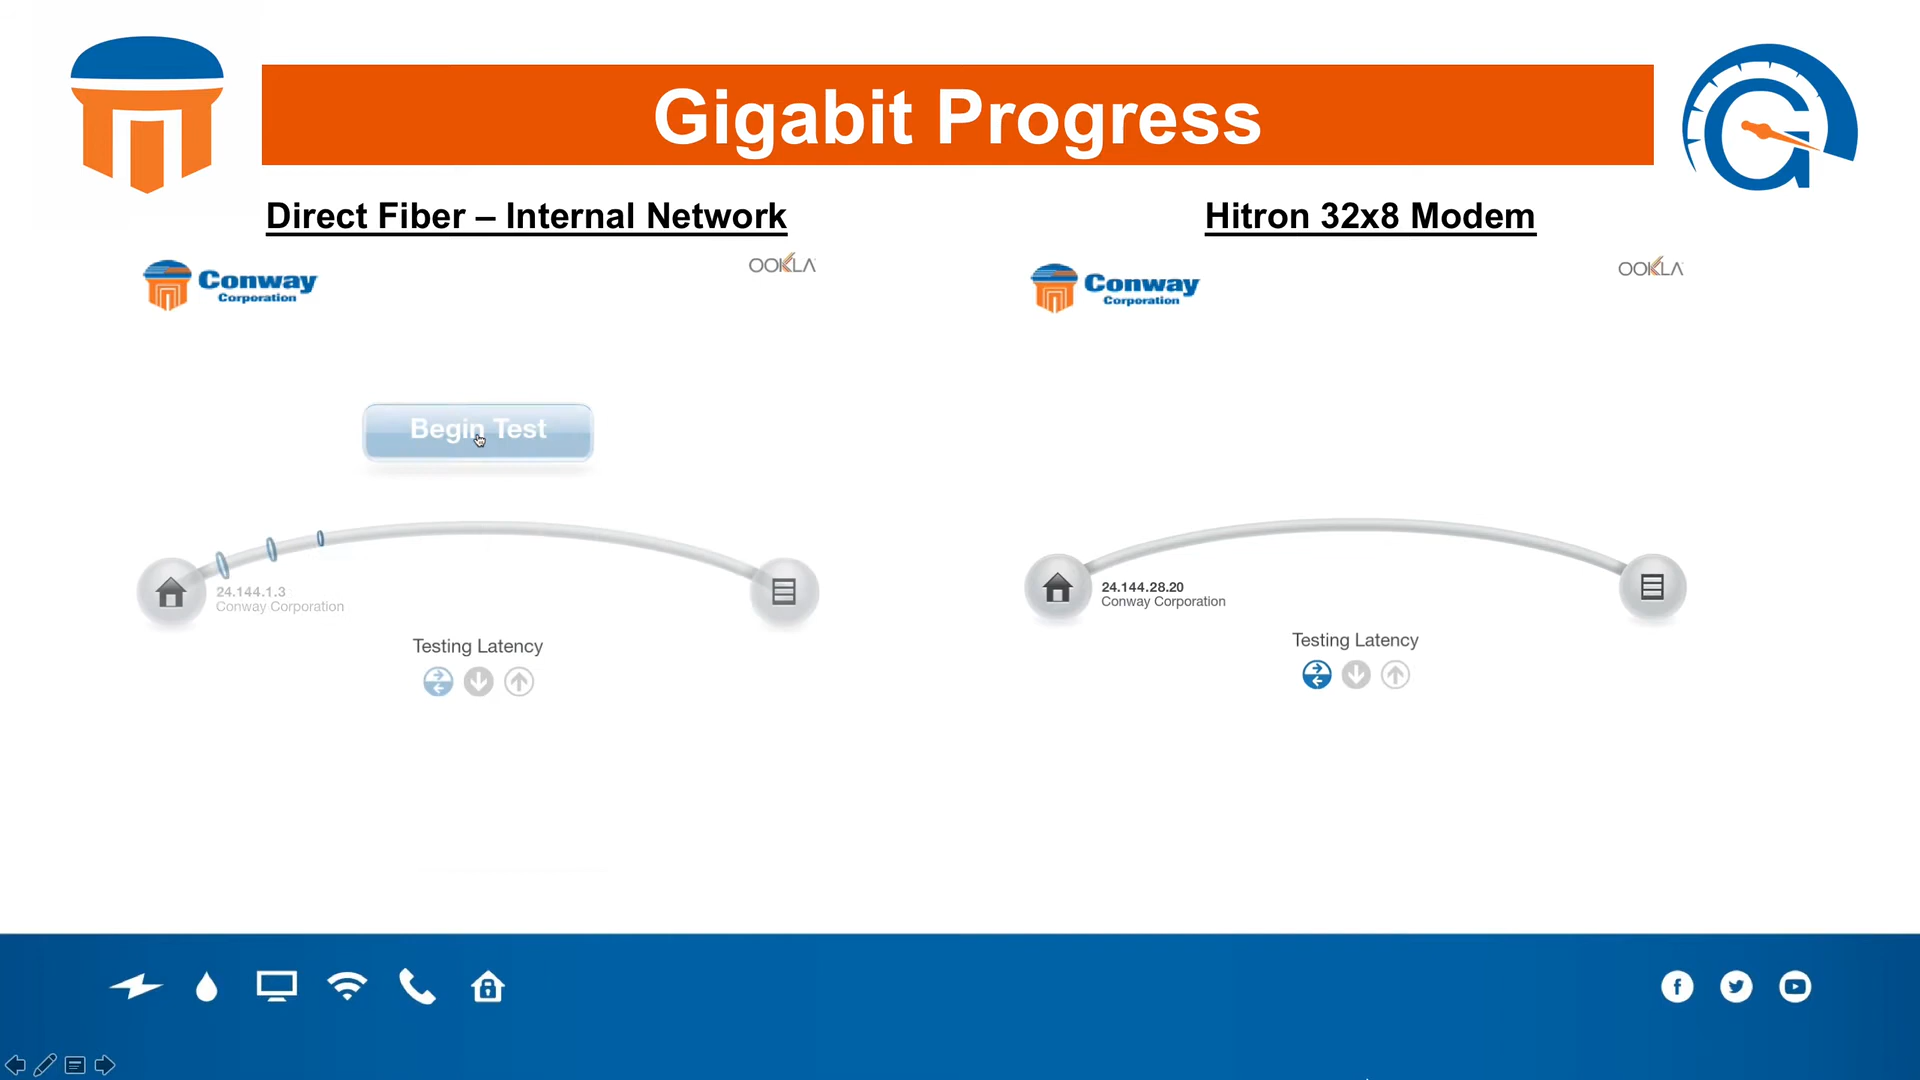 Gigabit Progress
Direct Fiber – Internal Network
Conway
Corporation
OOKLA
Begin Test
24.144.1.3
Conway Corporation
Testing Latency
Hitron 32x8 Modem
Conway
Corporation
OOKLA
24.144.28.20
Conway Corporation
Testing Latency